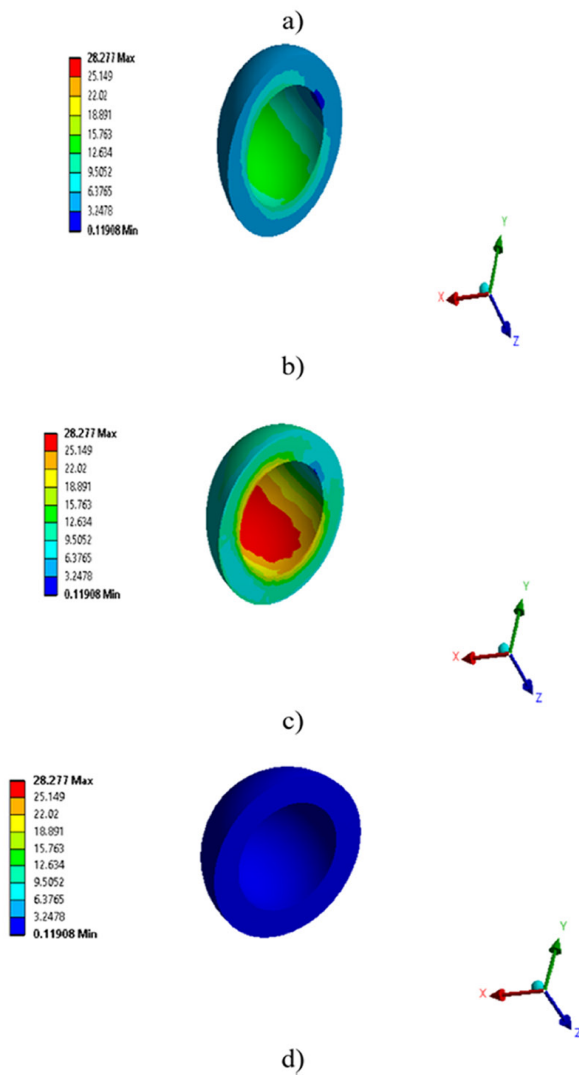 a)
28.277 Max
25.149
22.02
18.891
15.763
12.634
9.5052
6.3765
3.2478
0.11908 Min
Y
X
Z
b)
28.277 Max
25.149
22.02
18.891
15.763
12.634
9.5052
6.3765
3.2478
0.11908 Min
Y
X
Z
c)
28.277 Max
25.149
22.02
18.891
15.763
12.634
9.5052
6.3765
3.2478
0.11908 Min
Y
X
Z
d)